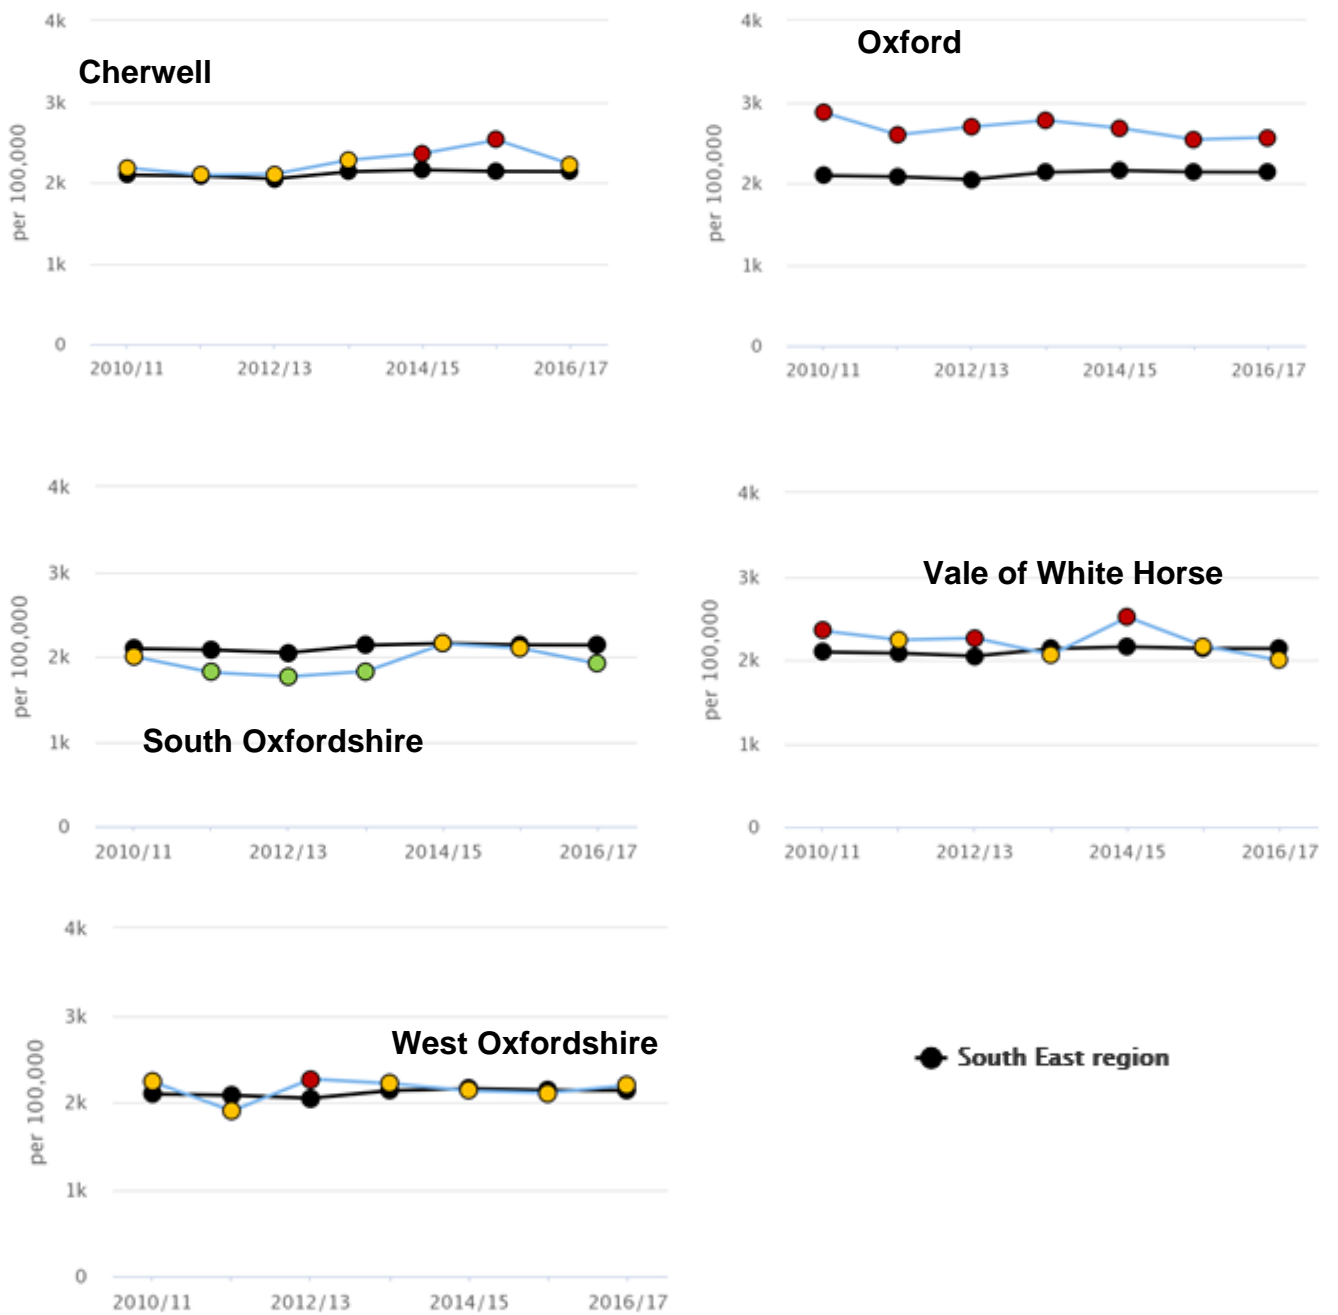 Cherwell
per 100,000
4k
3k
2k
1k
0
2010/11 2012/13 2014/15 2016/17
Oxford
per 100,000
4k
3k
2k
1k
0
2010/11 2012/13 2014/15 2016/17
South Oxfordshire
per 100,000
4k
3k
2k
1k
0
2010/11 2012/13 2014/15 2016/17
Vale of White Horse
per 100,000
4k
3k
2k
1k
0
2010/11 2012/13 2014/15 2016/17
West Oxfordshire
per 100,000
4k
3k
2k
1k
0
2010/11 2012/13 2014/15 2016/17
South East region